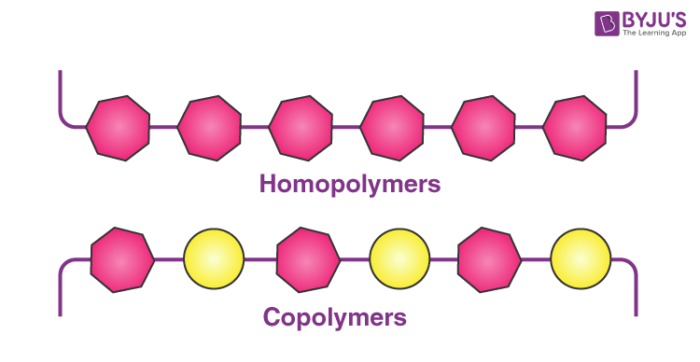 BYJU'S
The Learning App
Homopolymers
Copolymers